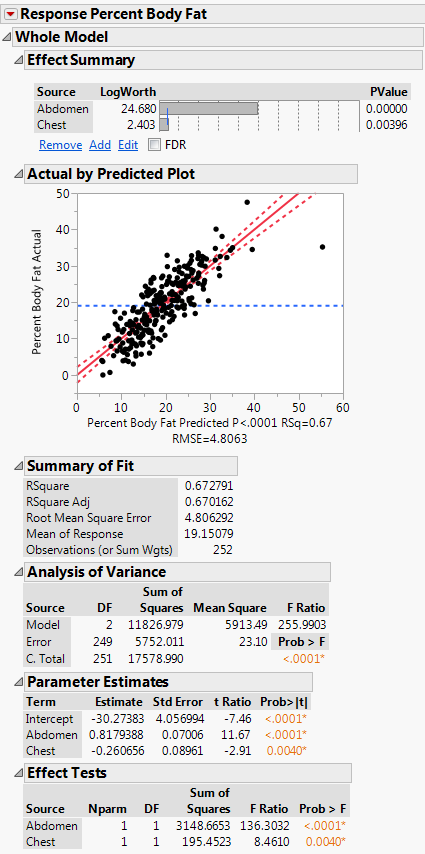 Response Percent Body Fat
Whole Model
Effect Summary
Source LogWorth PValue
Abdomen 24.680 0.00000
Chest 2.403 0.00396
Remove Add Edit FDR
Actual by Predicted Plot
Percent Body Fat Actual
50
40
30
20
10
0
0 10 20 30 40 50 60
Percent Body Fat Predicted P<.0001 RSq=0.67
RMSE=4.8063
Summary of Fit
RSquare 0.672791
RSquare Adj 0.670162
Root Mean Square Error 4.806292
Mean of Response 19.15079
Observations (or Sum Wgts) 252
Analysis of Variance
Sum of
Source DF Squares Mean Square F Ratio
Model 2 11826.979 5913.49 255.9903
Error 249 5752.011 23.10 Prob > F
C. Total 251 17578.990 <.0001*
Parameter Estimates
Term Estimate Std Error t Ratio Prob>|t|
Intercept -30.27383 4.056994 -7.46 <.0001*
Abdomen 0.8179388 0.07006 11.67 <.0001*
Chest -0.260656 0.08961 -2.91 0.0040*
Effect Tests
Sum of
Source Nparm DF Squares F Ratio Prob > F
Abdomen 1 1 3148.6653 136.3032 <.0001*
Chest 1 1 195.4523 8.4610 0.0040*